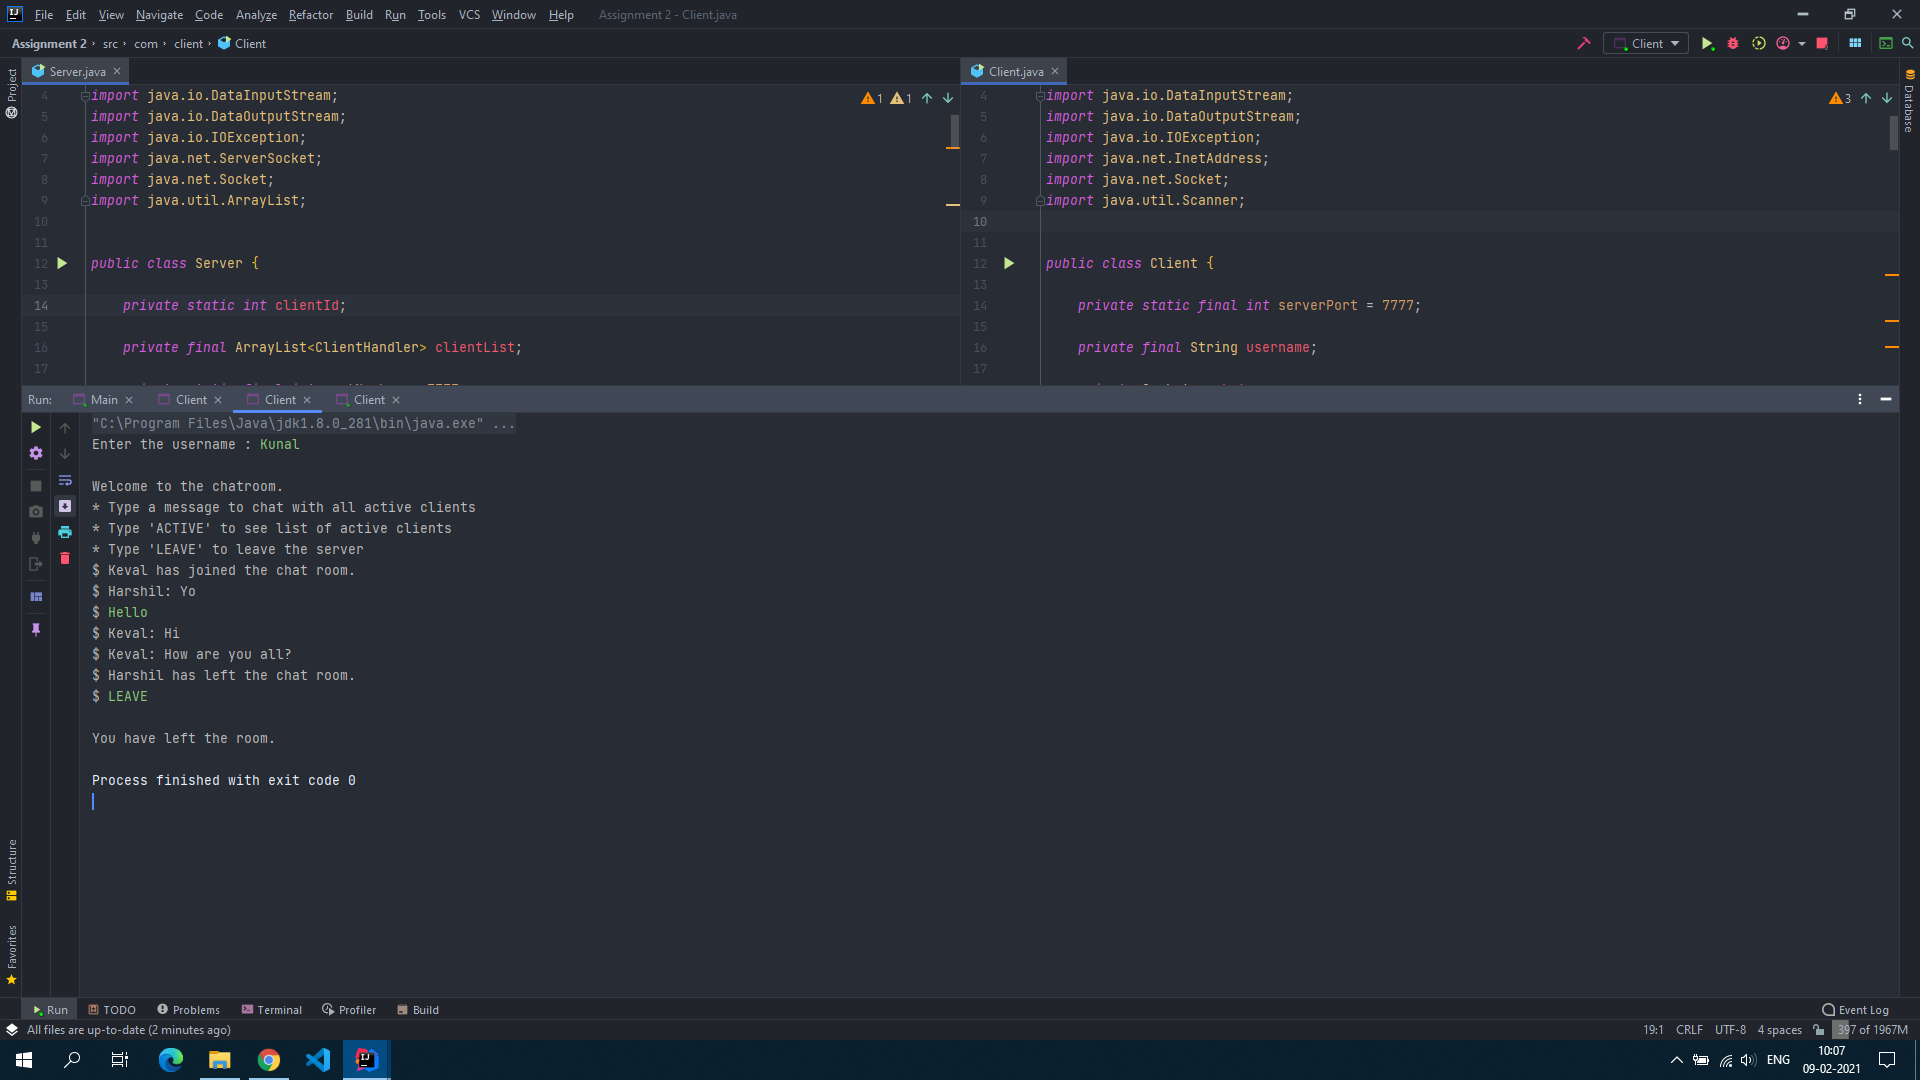 File Edit View Navigate Code Analyze Refactor Build Run Tools VCS Window Help Assignment 2 - Client.java
Assignment 2 › src › com › client › Client
Client
Project
Server.java
4 import java.io.DataInputStream;
5 import java.io.DataOutputStream;
6 import java.io.IOException;
7 import java.net.ServerSocket;
8 import java.net.Socket;
9 import java.util.ArrayList;
10
11
12 public class Server {
13
14 private static int clientId;
15
16 private final ArrayList<ClientHandler> clientList;
17
1 1
Client.java
4 import java.io.DataInputStream;
5 import java.io.DataOutputStream;
6 import java.io.IOException;
7 import java.net.InetAddress;
8 import java.net.Socket;
9 import java.util.Scanner;
10
11
12 public class Client {
13
14 private static final int serverPort = 7777;
15
16 private final String username;
17
3
Database
Run: Main Client Client Client
"C:\Program Files\Java\jdk1.8.0_281\bin\java.exe" ...
Enter the username : Kunal
Welcome to the chatroom.
* Type a message to chat with all active clients
* Type 'ACTIVE' to see list of active clients
* Type 'LEAVE' to leave the server
$ Keval has joined the chat room.
$ Harshil: Yo
$ Hello
$ Keval: Hi
$ Keval: How are you all?
$ Harshil has left the chat room.
$ LEAVE
You have left the room.
Process finished with exit code 0
Structure
Favorites
Run TODO Problems Terminal Profiler Build Event Log
All files are up-to-date (2 minutes ago) 19:1 CRLF UTF-8 4 spaces 397 of 1967M
ENG 10:07
09-02-2021